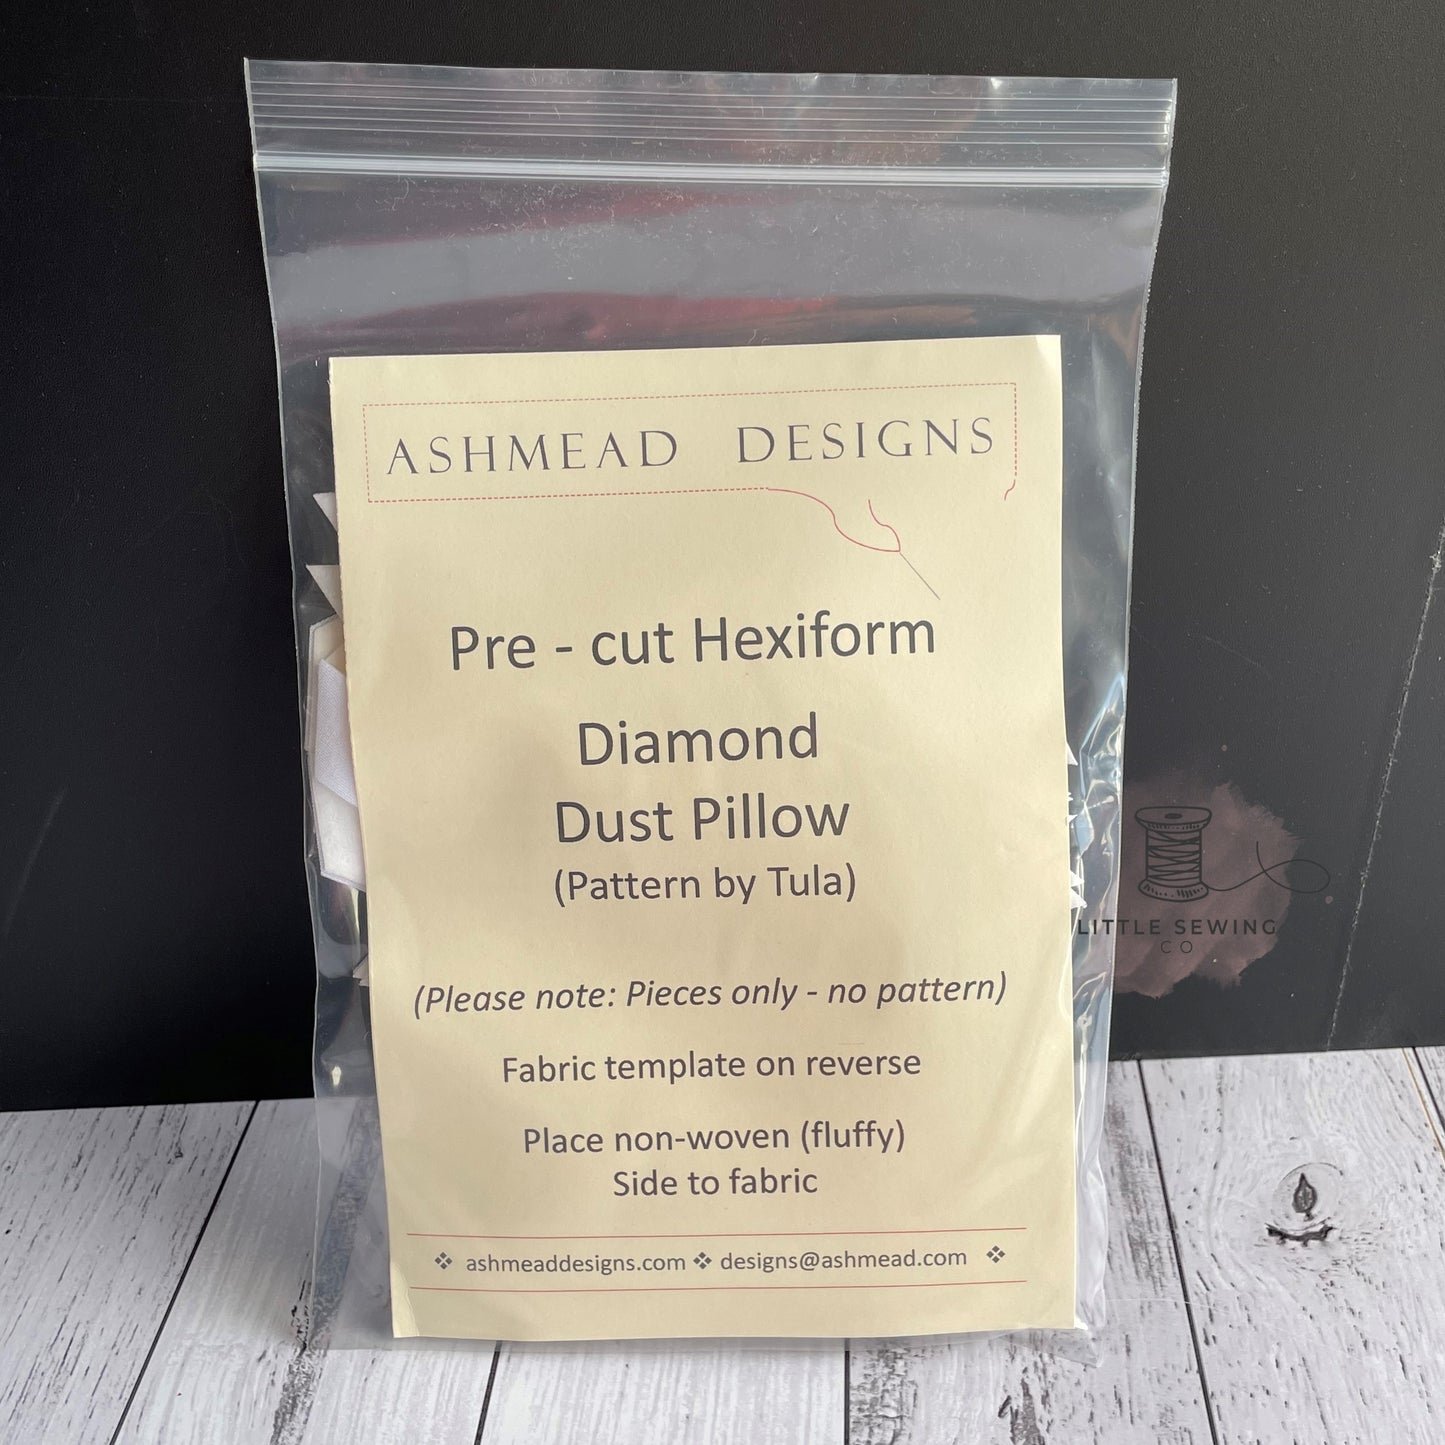 ASHMEAD DESIGNS
Pre - cut Hexiform
Diamond
Dust Pillow
(Pattern by Tula)
(Please note: Pieces only - no pattern)
Fabric template on reverse
Place non-woven (fluffy)
Side to fabric
❖ ashmeaddesigns.com ❖ designs@ashmead.com ❖
LITTLE SEWING
CO